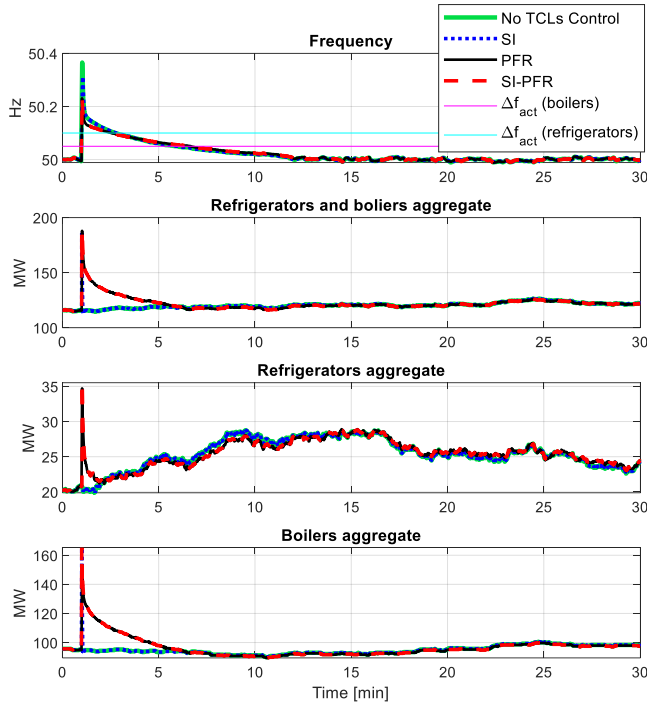 Frequency
No TCLs Control
SI
PFR
SI-PFR
Δf_act (boilers)
Δf_act (refrigerators)
Hz
50.4
50.2
50
0 5 10 15 20 25 30
Refrigerators and boliers aggregate
MW
200
150
100
0 5 10 15 20 25 30
Refrigerators aggregate
MW
35
30
25
20
0 5 10 15 20 25 30
Boilers aggregate
MW
160
140
120
100
0 5 10 15 20 25 30
Time [min]